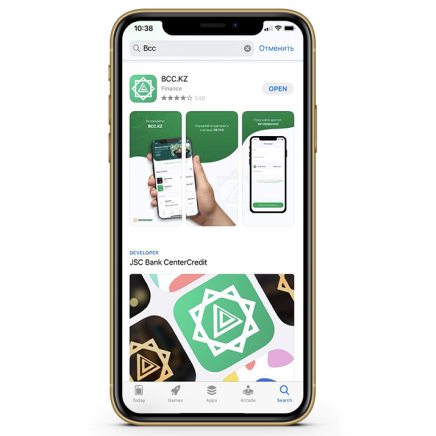 10:38
Bcc
Отменить
BCC.KZ
Finance
OPEN
548
BCC.KZ
DEVELOPER
JSC Bank CenterCredit
Today
Games
Apps
Arcade
Search